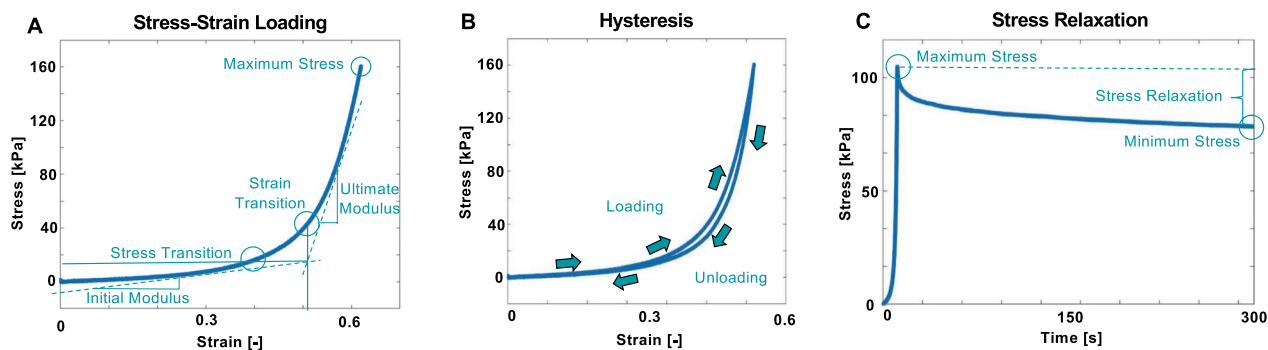 A
Stress-Strain Loading
160
120
80
40
0
Stress [kPa]
Maximum Stress
Strain
Transition
Ultimate
Modulus
Stress Transition
Initial Modulus
0
0.3
0.6
Strain [-]
B
Hysteresis
160
120
80
40
0
Stress [kPa]
Loading
Unloading
0
0.3
0.6
Strain [-]
C
Stress Relaxation
100
50
0
Stress [kPa]
Maximum Stress
Stress Relaxation
Minimum Stress
0
150
300
Time [s]